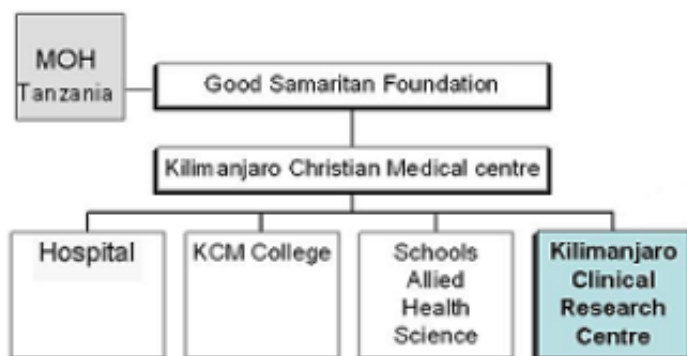 MOH
Tanzania
Good Samaritan Foundation
Kilimanjaro Christian Medical centre
Hospital
KCM College
Schools
Allied
Health
Science
Kilimanjaro
Clinical
Research
Centre